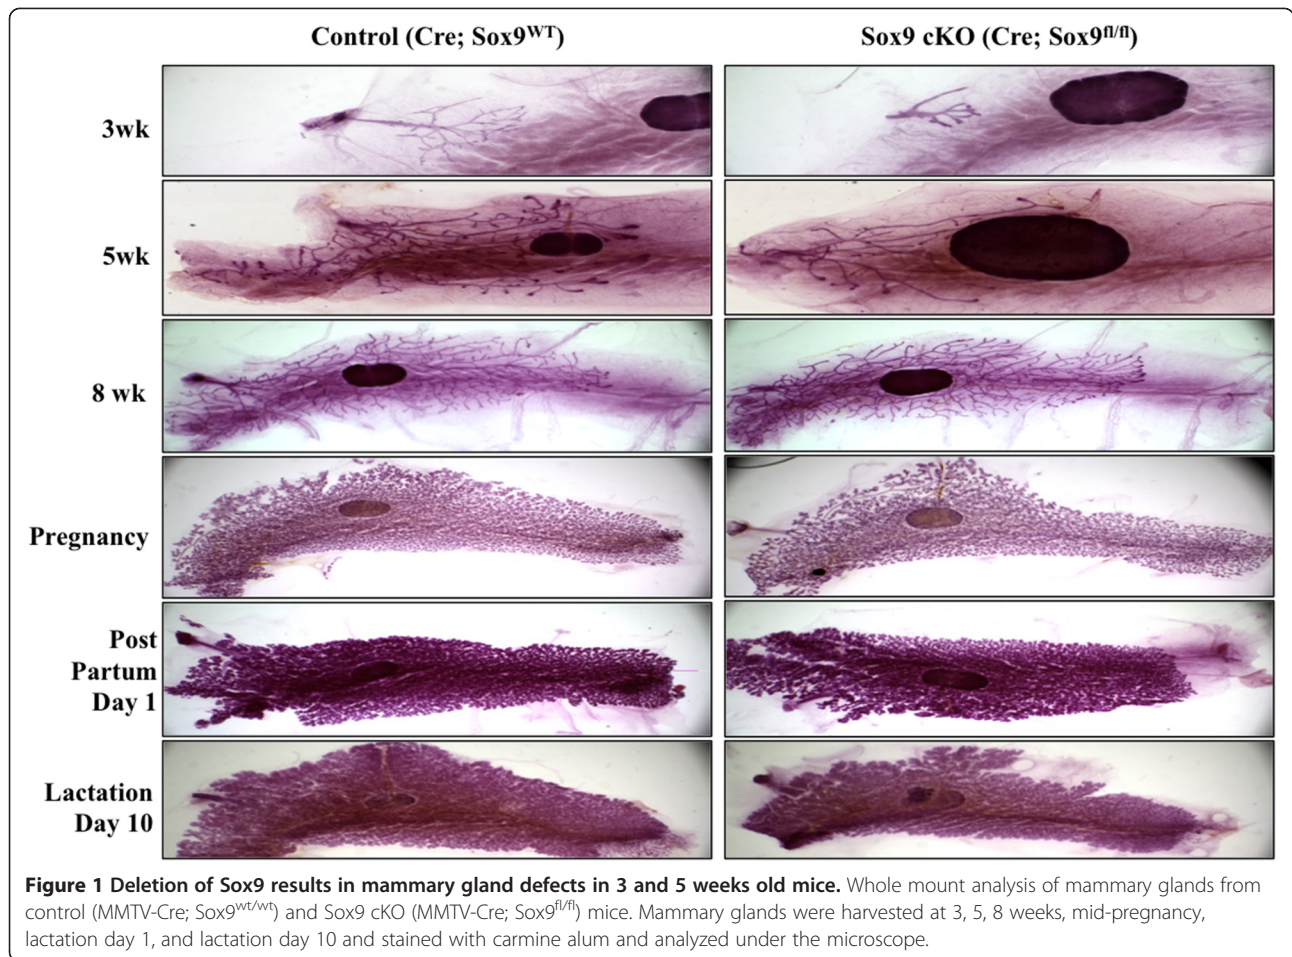 Control (Cre; Sox9WT)
Sox9 cKO (Cre; Sox9fl/fl)
3wk
5wk
8 wk
Pregnancy
Post
Partum
Day 1
Lactation
Day 10
Figure 1 Deletion of Sox9 results in mammary gland defects in 3 and 5 weeks old mice. Whole mount analysis of mammary glands from
control (MMTV-Cre; Sox9wt/wt) and Sox9 cKO (MMTV-Cre; Sox9fl/fl) mice. Mammary glands were harvested at 3, 5, 8 weeks, mid-pregnancy,
lactation day 1, and lactation day 10 and stained with carmine alum and analyzed under the microscope.